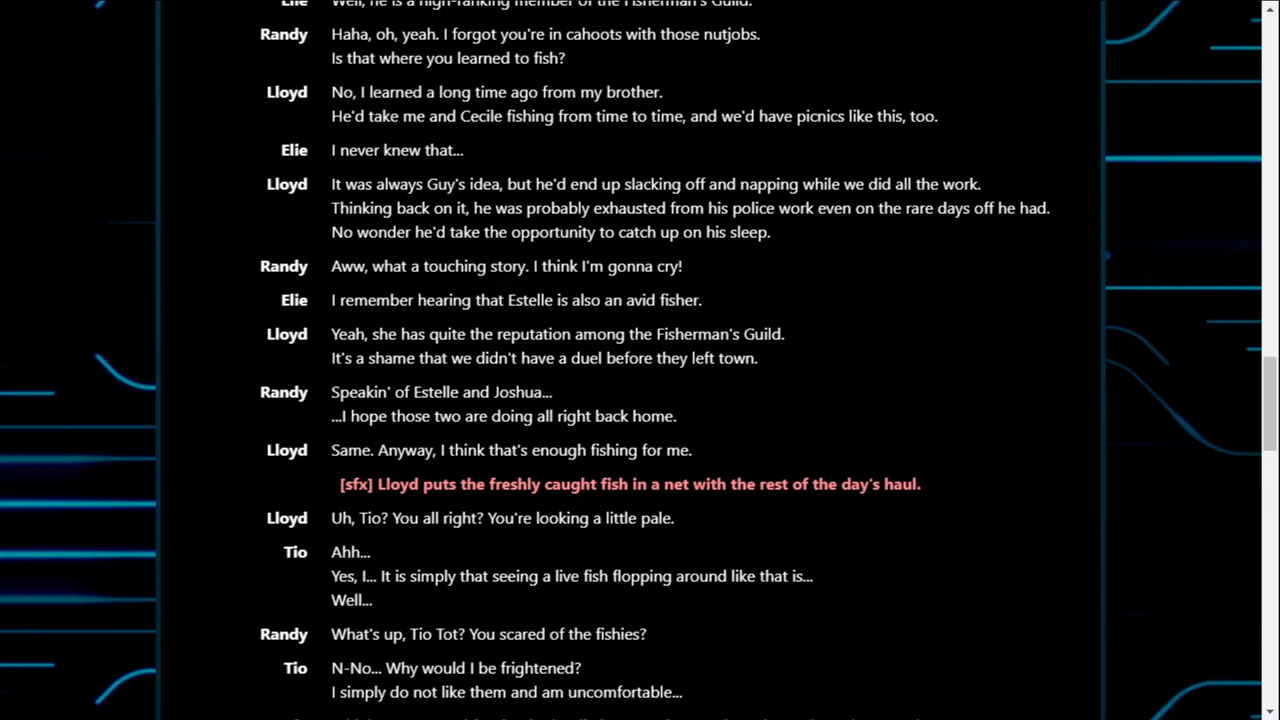 Elie Well, he is a high-ranking member of the Fisherman's Guild.
Randy Haha, oh, yeah. I forgot you're in cahoots with those nutjobs.
Is that where you learned to fish?
Lloyd No, I learned a long time ago from my brother.
He'd take me and Cecile fishing from time to time, and we'd have picnics like this, too.
Elie I never knew that...
Lloyd It was always Guy's idea, but he'd end up slacking off and napping while we did all the work.
Thinking back on it, he was probably exhausted from his police work even on the rare days off he had.
No wonder he'd take the opportunity to catch up on his sleep.
Randy Aww, what a touching story. I think I'm gonna cry!
Elie I remember hearing that Estelle is also an avid fisher.
Lloyd Yeah, she has quite the reputation among the Fisherman's Guild.
It's a shame that we didn't have a duel before they left town.
Randy Speakin' of Estelle and Joshua...
...I hope those two are doing all right back home.
Lloyd Same. Anyway, I think that's enough fishing for me.
[sfx] Lloyd puts the freshly caught fish in a net with the rest of the day's haul.
Lloyd Uh, Tio? You all right? You're looking a little pale.
Tio Ahh...
Yes, I... It is simply that seeing a live fish flopping around like that is...
Well...
Randy What's up, Tio Tot? You scared of the fishies?
Tio N-No... Why would I be frightened?
I simply do not like them and am uncomfortable...